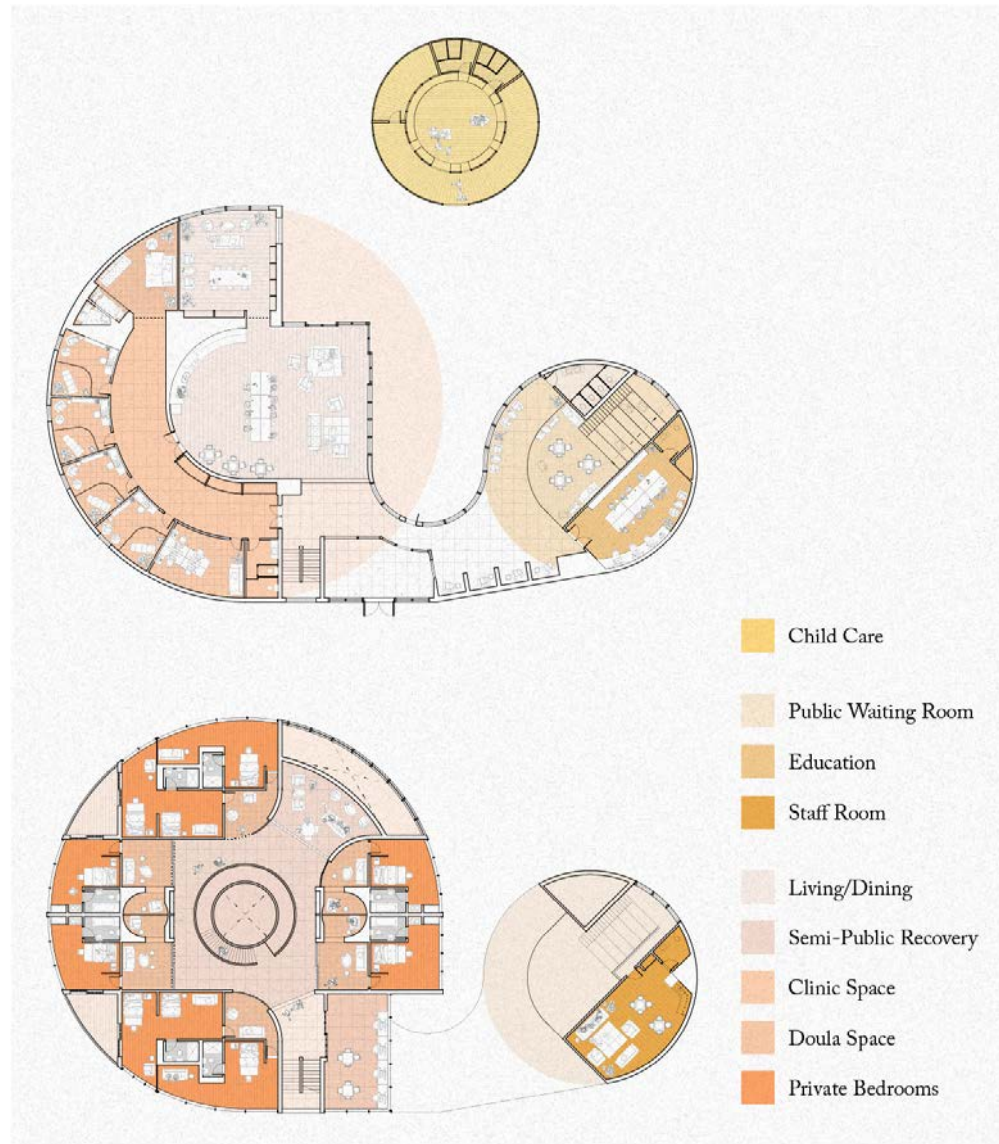 Child Care
Public Waiting Room
Education
Staff Room
Living/Dining
Semi-Public Recovery
Clinic Space
Doula Space
Private Bedrooms